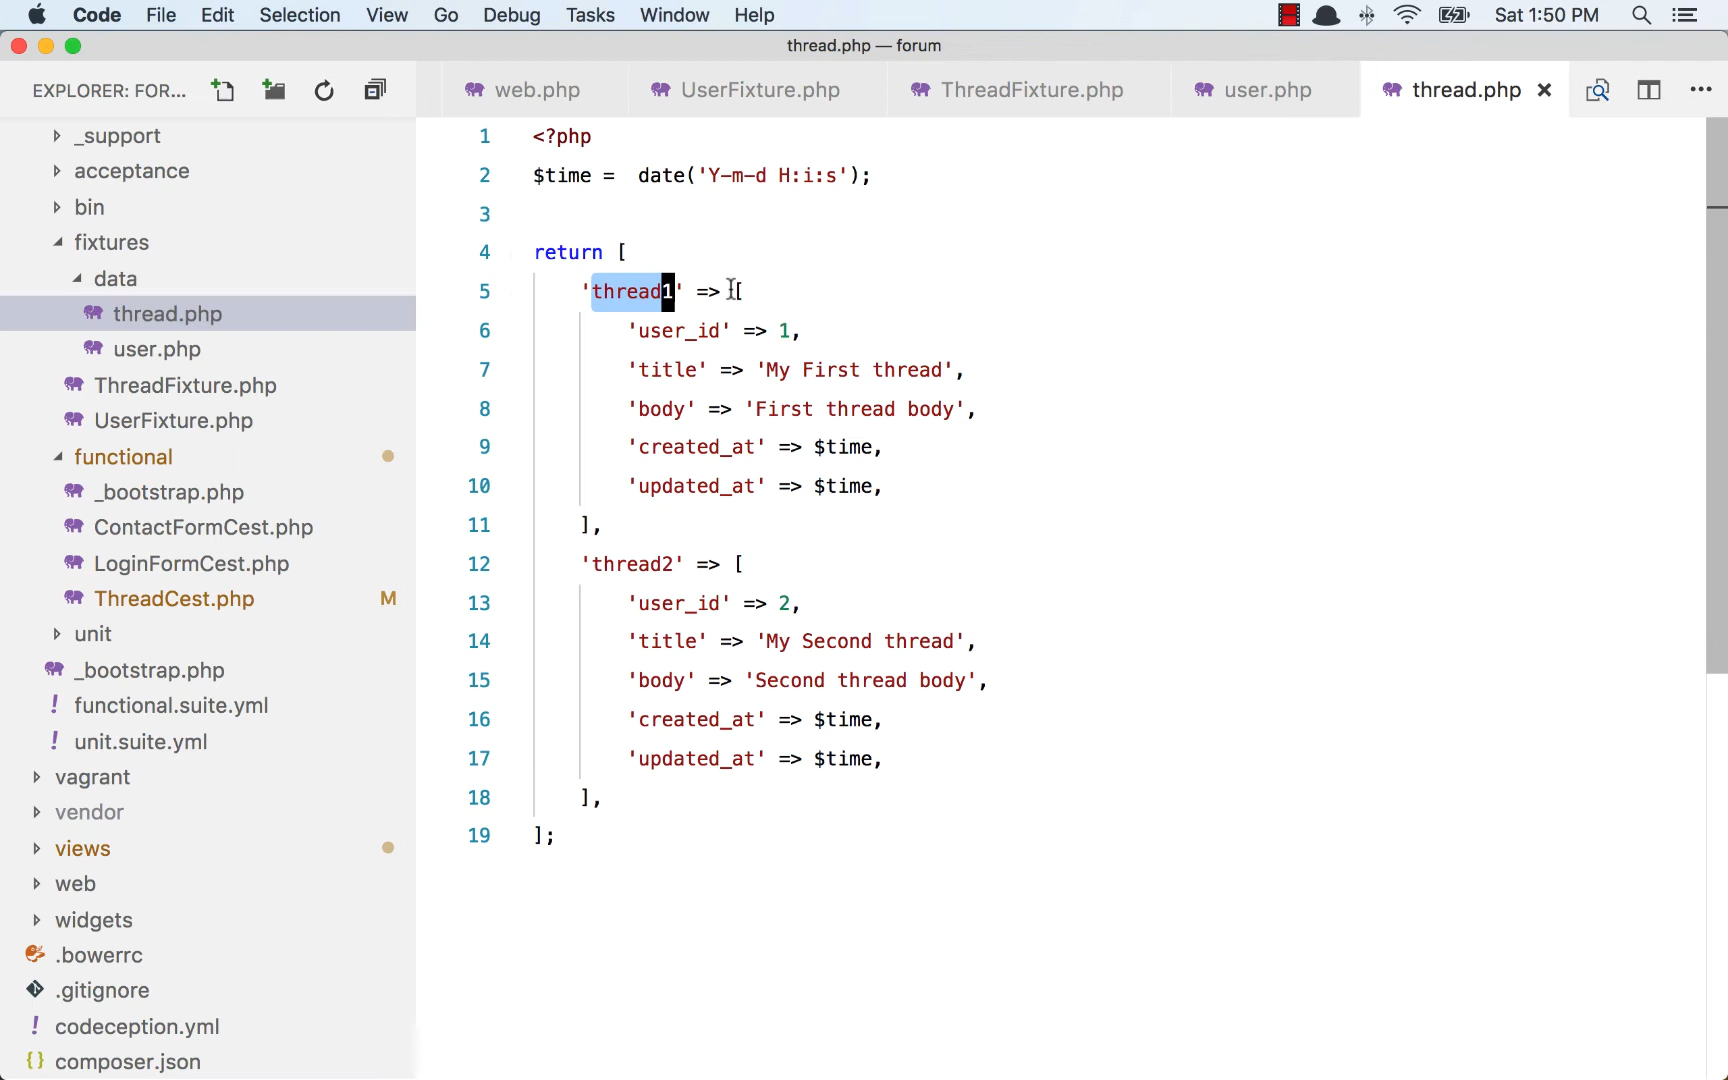 Code File Edit Selection View Go Debug Tasks Window Help Sat 1:50 PM
thread.php — forum
EXPLORER: FOR...
web.php UserFixture.php ThreadFixture.php user.php thread.php
_support
acceptance
bin
fixtures
data
thread.php
user.php
ThreadFixture.php
UserFixture.php
functional
_bootstrap.php
ContactFormCest.php
LoginFormCest.php
ThreadCest.php M
unit
_bootstrap.php
! functional.suite.yml
! unit.suite.yml
vagrant
vendor
views
web
widgets
.bowerrc
.gitignore
! codeception.yml
{} composer.json
1 <?php
2 $time =  date('Y-m-d H:i:s');
3
4 return [
5 'thread1' => [
6 'user_id' => 1,
7 'title' => 'My First thread',
8 'body' => 'First thread body',
9 'created_at' => $time,
10 'updated_at' => $time,
11 ],
12 'thread2' => [
13 'user_id' => 2,
14 'title' => 'My Second thread',
15 'body' => 'Second thread body',
16 'created_at' => $time,
17 'updated_at' => $time,
18 ],
19 ];